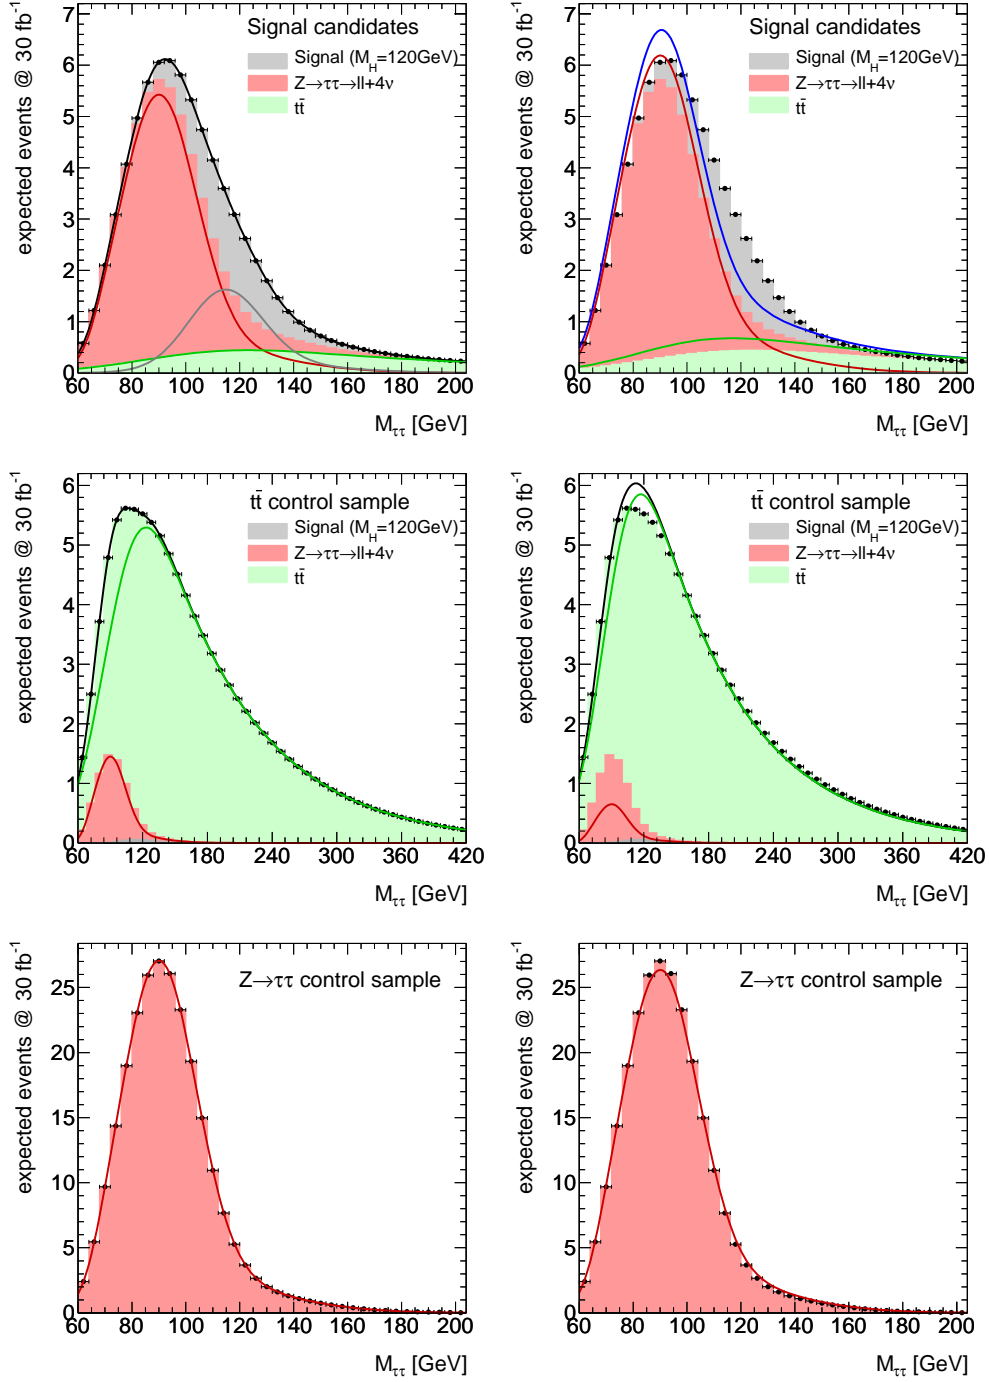 7
6
5
4
3
2
1
0
60 80 100 120 140 160 180 200
expected events @ 30 fb⁻¹
Signal candidates
Signal (M_H=120GeV)
Z→ττ→ll+4ν
tt̄
M_ττ [GeV]
7
6
5
4
3
2
1
0
60 80 100 120 140 160 180 200
expected events @ 30 fb⁻¹
Signal candidates
Signal (M_H=120GeV)
Z→ττ→ll+4ν
tt̄
M_ττ [GeV]
6
5
4
3
2
1
0
60 120 180 240 300 360 420
expected events @ 30 fb⁻¹
tt̄ control sample
Signal (M_H=120GeV)
Z→ττ→ll+4ν
tt̄
M_ττ [GeV]
6
5
4
3
2
1
0
60 120 180 240 300 360 420
expected events @ 30 fb⁻¹
tt̄ control sample
Signal (M_H=120GeV)
Z→ττ→ll+4ν
tt̄
M_ττ [GeV]
25
20
15
10
5
0
60 80 100 120 140 160 180 200
expected events @ 30 fb⁻¹
Z→ττ control sample
M_ττ [GeV]
25
20
15
10
5
0
60 80 100 120 140 160 180 200
expected events @ 30 fb⁻¹
Z→ττ control sample
M_ττ [GeV]